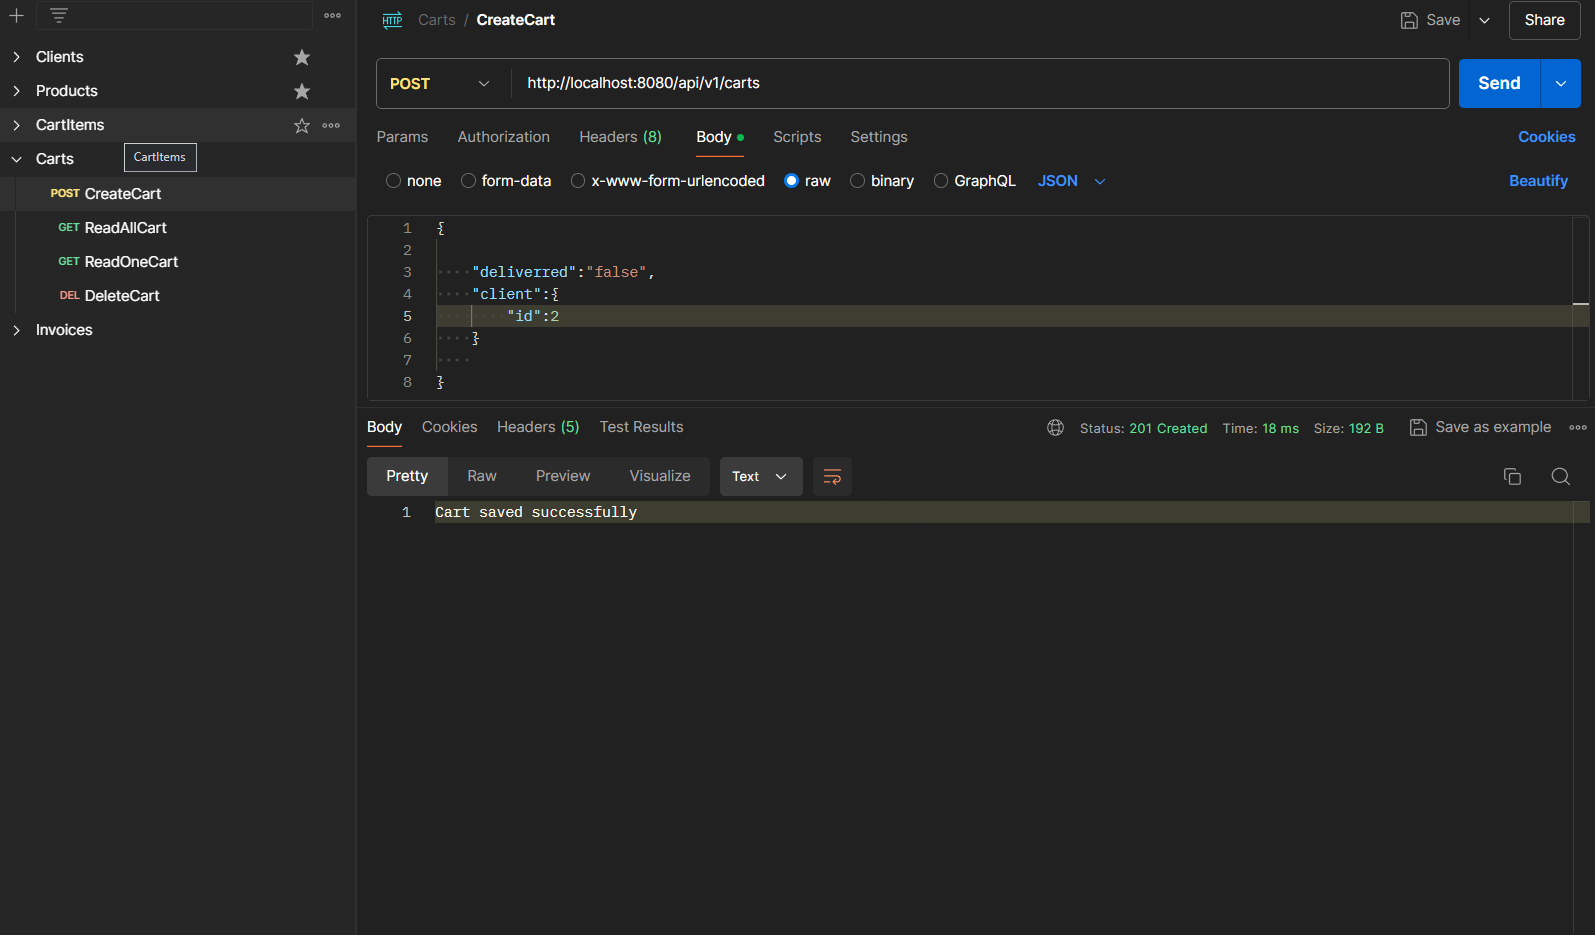 Clients
Products
CartItems
Carts
CartItems
POST CreateCart
GET ReadAllCart
GET ReadOneCart
DEL DeleteCart
Invoices
HTTP Carts / CreateCart
Save
Share
POST http://localhost:8080/api/v1/carts
Send
Params Authorization Headers (8) Body Scripts Settings
Cookies
none form-data x-www-form-urlencoded raw binary GraphQL JSON
Beautify
1 {
2
3 "deliverred":"false",
4 "client":{
5 "id":2
6 }
7
8 }
Body Cookies Headers (5) Test Results
Status: 201 Created Time: 18 ms Size: 192 B Save as example
Pretty Raw Preview Visualize Text
1 Cart saved successfully